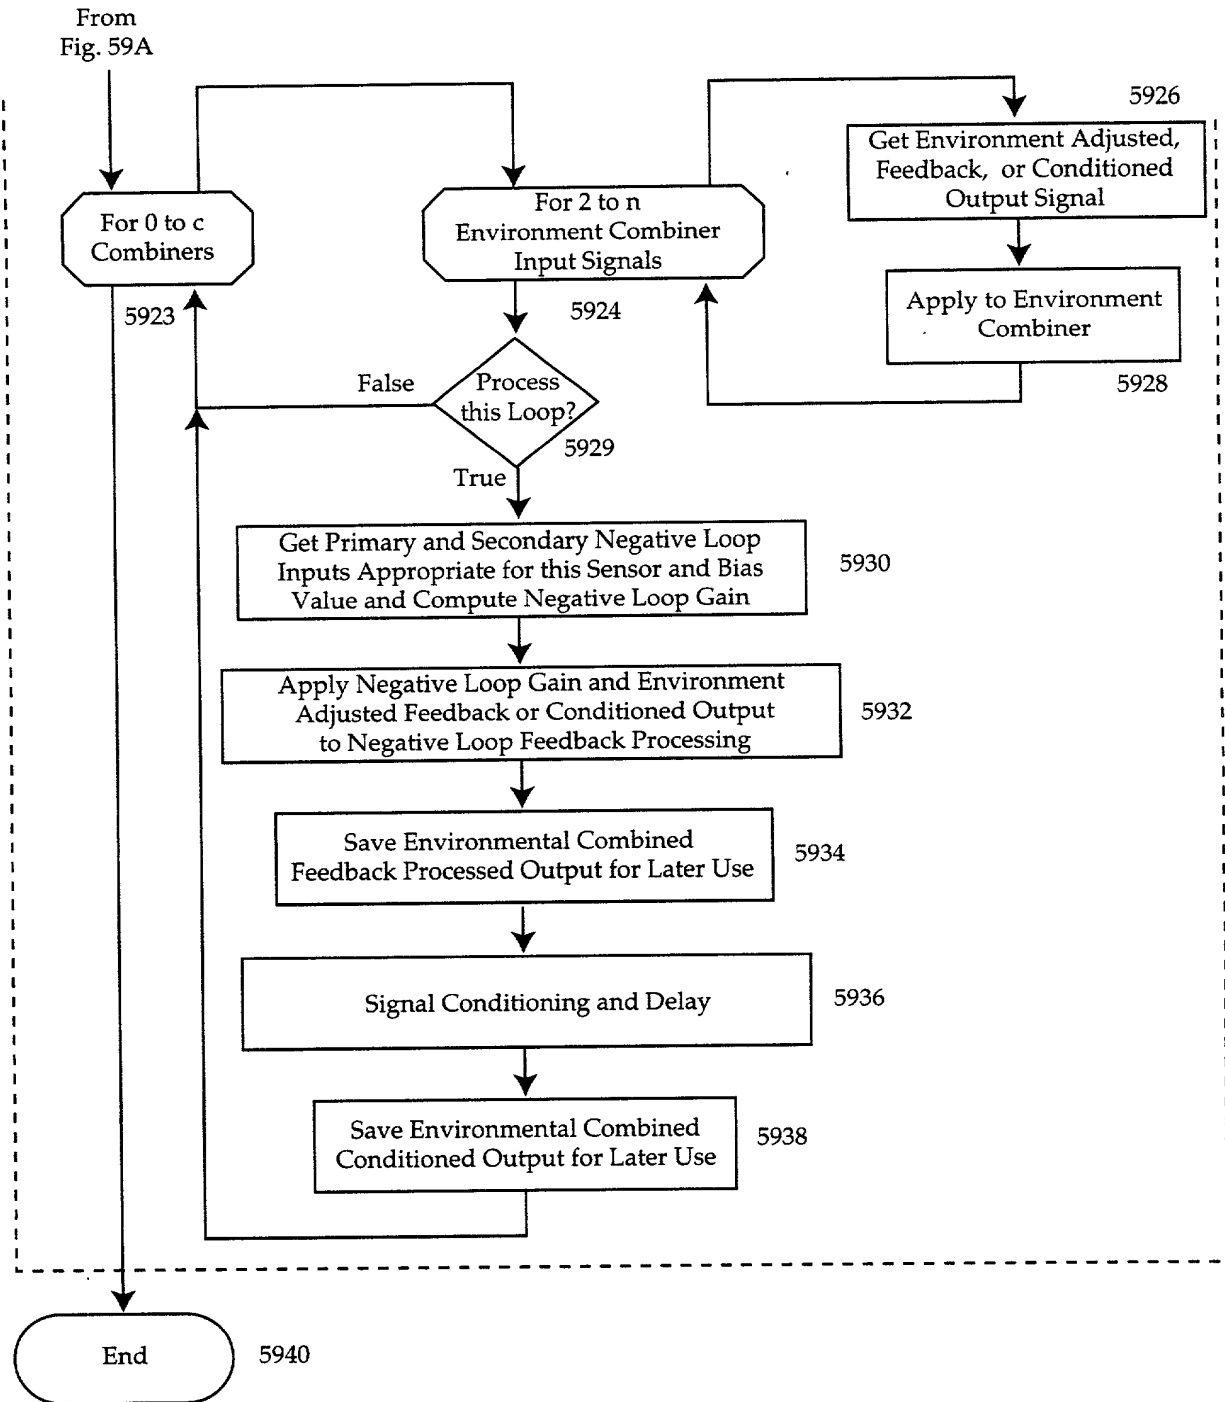 From
Fig. 59A
5926
Get Environment Adjusted,
Feedback, or Conditioned
Output Signal
For 0 to c
Combiners
For 2 to n
Environment Combiner
Input Signals
5923
5924
Apply to Environment
Combiner
5928
False
Process
this Loop?
5929
True
Get Primary and Secondary Negative Loop
Inputs Appropriate for this Sensor and Bias
Value and Compute Negative Loop Gain
5930
Apply Negative Loop Gain and Environment
Adjusted Feedback or Conditioned Output
to Negative Loop Feedback Processing
5932
Save Environmental Combined
Feedback Processed Output for Later Use
5934
Signal Conditioning and Delay
5936
Save Environmental Combined
Conditioned Output for Later Use
5938
End
5940